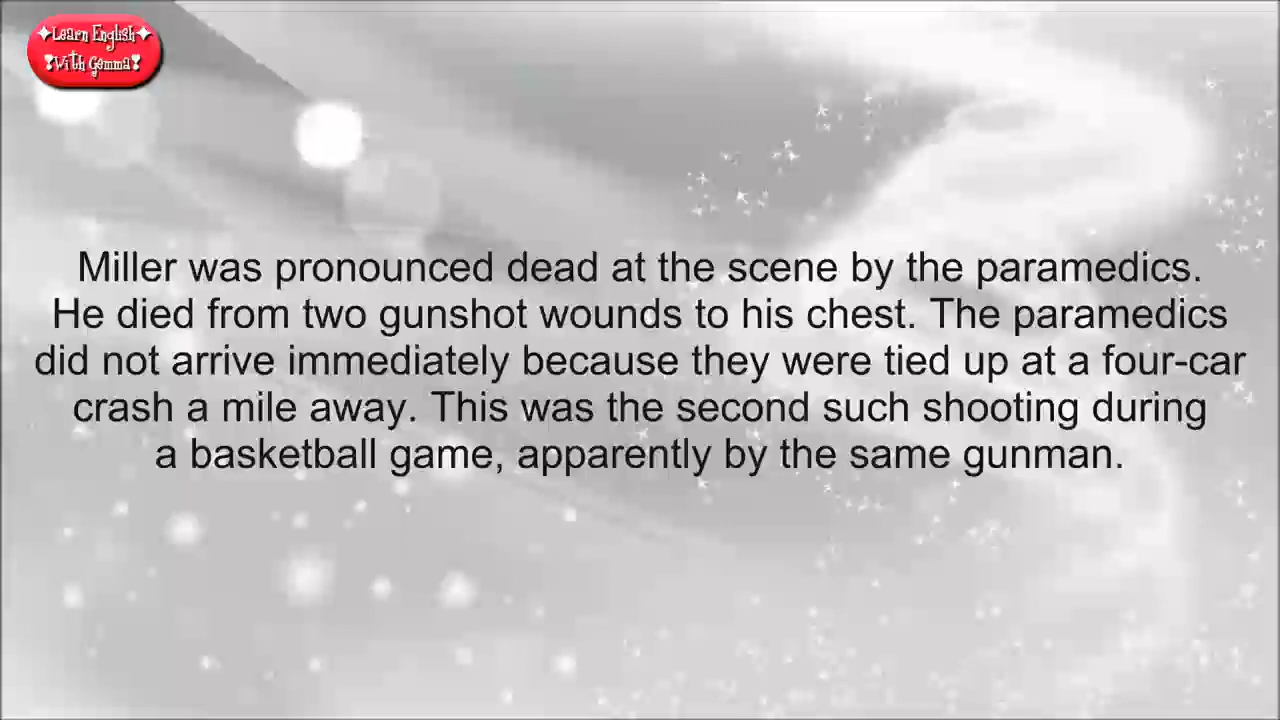 ✦Learn English✦
❣With Gemma❣
Miller was pronounced dead at the scene by the paramedics.
He died from two gunshot wounds to his chest. The paramedics
did not arrive immediately because they were tied up at a four-car
crash a mile away. This was the second such shooting during
a basketball game, apparently by the same gunman.